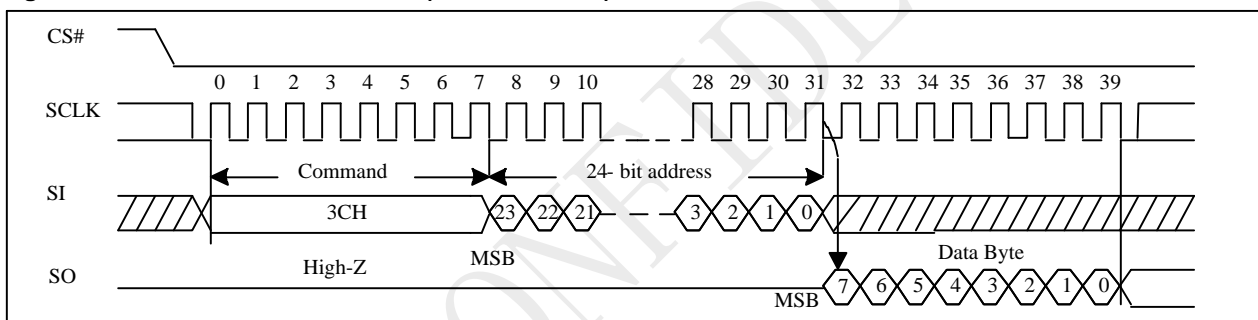 CS#
0 1 2 3 4 5 6 7 8 9 10 28 29 30 31 32 33 34 35 36 37 38 39
SCLK
Command 24- bit address
SI
3CH 23 22 21 3 2 1 0
MSB
High-Z
Data Byte
SO
MSB 7 6 5 4 3 2 1 0